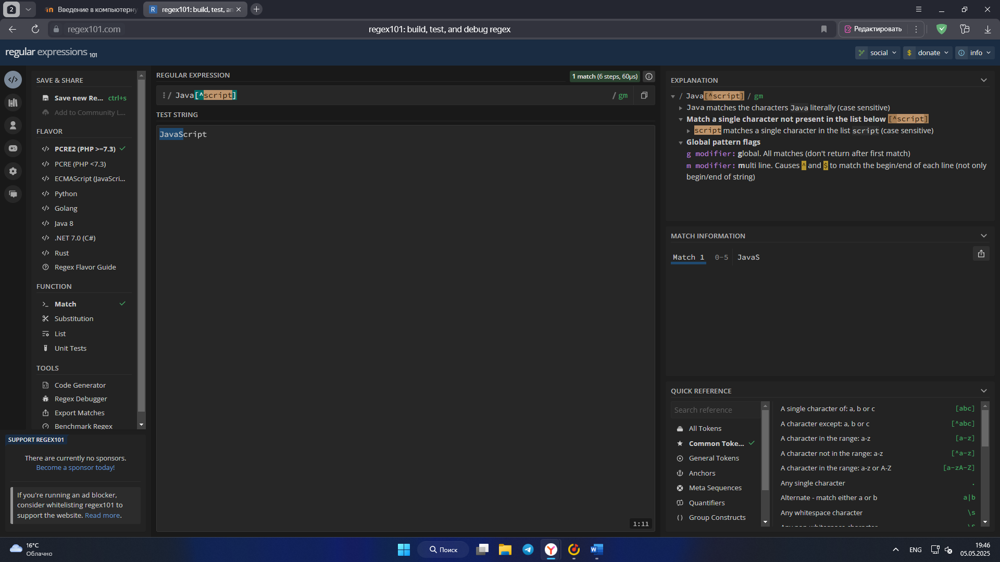 2
Введение в компьютерну
regex101: build, test, an
regex101.com
regex101: build, test, and debug regex
Редактировать
regular expressions 101
social
donate
info
SAVE & SHARE
Save new Re... ctrl+s
Add to Community L...
FLAVOR
PCRE2 (PHP >=7.3)
PCRE (PHP <7.3)
ECMAScript (JavaScri...
Python
Golang
Java 8
.NET 7.0 (C#)
Rust
Regex Flavor Guide
FUNCTION
Match
Substitution
List
Unit Tests
TOOLS
Code Generator
Regex Debugger
Export Matches
Benchmark Regex
SUPPORT REGEX101
There are currently no sponsors.
Become a sponsor today!
If you're running an ad blocker,
consider whitelisting regex101 to
support the website. Read more.
REGULAR EXPRESSION
1 match (6 steps, 60μs)
/ Java[^script] / gm
TEST STRING
JavaScript
1:11
EXPLANATION
/ Java[^script] / gm
Java matches the characters Java literally (case sensitive)
Match a single character not present in the list below [^script]
script matches a single character in the list script (case sensitive)
Global pattern flags
g modifier: global. All matches (don't return after first match)
m modifier: multi line. Causes ^ and $ to match the begin/end of each line (not only
begin/end of string)
MATCH INFORMATION
Match 1 0-5 JavaS
QUICK REFERENCE
Search reference
All Tokens
Common Toke...
General Tokens
Anchors
Meta Sequences
Quantifiers
Group Constructs
A single character of: a, b or c [abc]
A character except: a, b or c [^abc]
A character in the range: a-z [a-z]
A character not in the range: a-z [^a-z]
A character in the range: a-z or A-Z [a-zA-Z]
Any single character .
Alternate - match either a or b a|b
Any whitespace character \s
Any non-whitespace character \S
16°C
Облачно
Поиск
ENG
19:46
05.05.2025